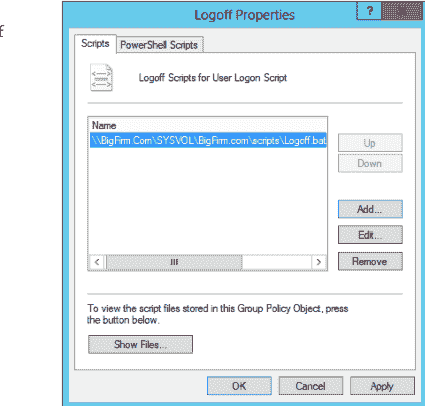 f
Logoff Properties
?
Scripts
PowerShell Scripts
Logoff Scripts for User Logon Script
Name
\\BigFirm.Com\SYSVOL\BigFirm.com\scripts\Logoff.bat
Up
Down
Add...
Edit...
Remove
To view the script files stored in this Group Policy Object, press
the button below.
Show Files...
OK
Cancel
Apply